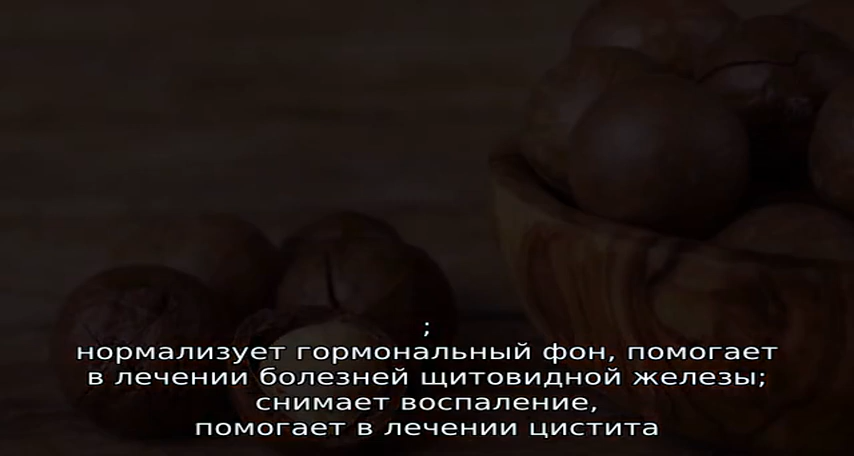 ;
нормализует гормональный фон, помогает
в лечении болезней щитовидной железы;
снимает воспаление,
помогает в лечении цистита